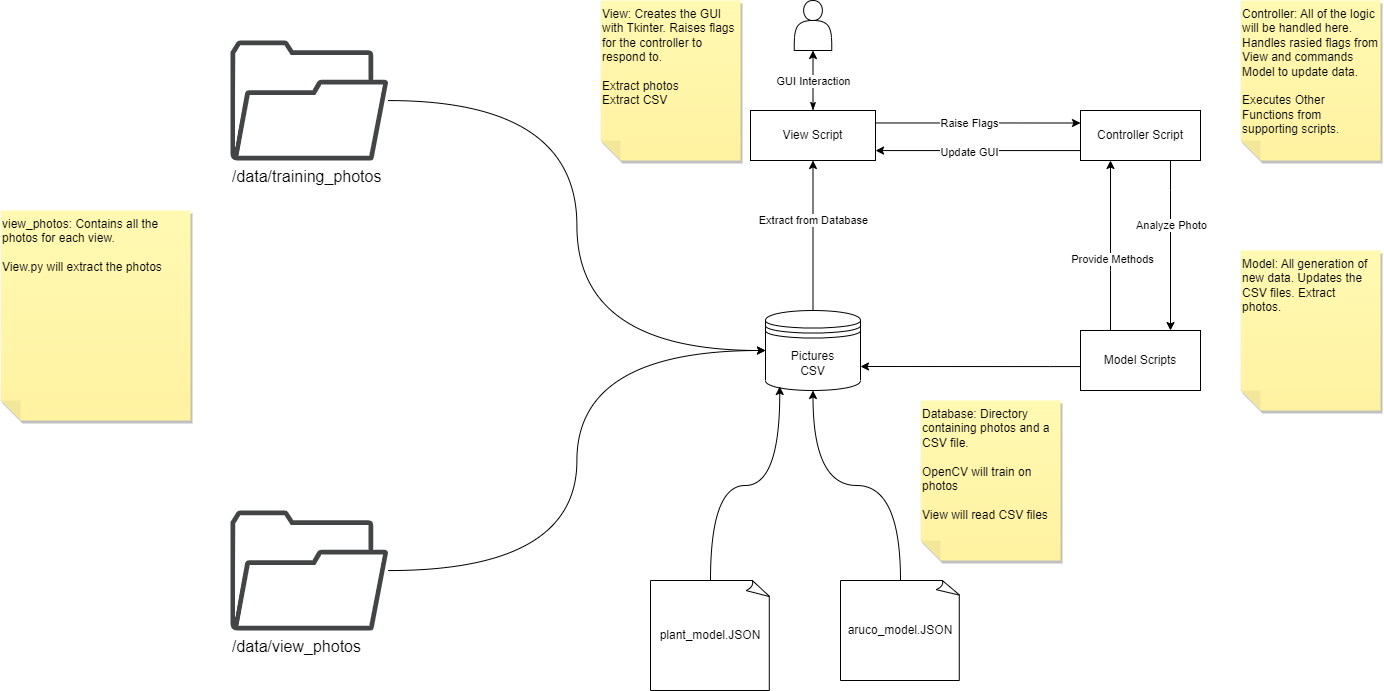 View: Creates the GUI
with Tkinter. Raises flags
for the controller to
respond to.
Extract photos
Extract CSV
Controller: All of the logic
will be handled here.
Handles rasied flags from
View and commands
Model to update data.
Executes Other
Functions from
supporting scripts.
GUI Interaction
View Script
Raise Flags
Update GUI
Controller Script
/data/training_photos
view_photos: Contains all the
photos for each view.
View.py will extract the photos
Extract from Database
Analyze Photo
Provide Methods
Model: All generation of
new data. Updates the
CSV files. Extract
photos.
Pictures
CSV
Model Scripts
Database: Directory
containing photos and a
CSV file.
OpenCV will train on
photos
View will read CSV files
/data/view_photos
plant_model.JSON
aruco_model.JSON